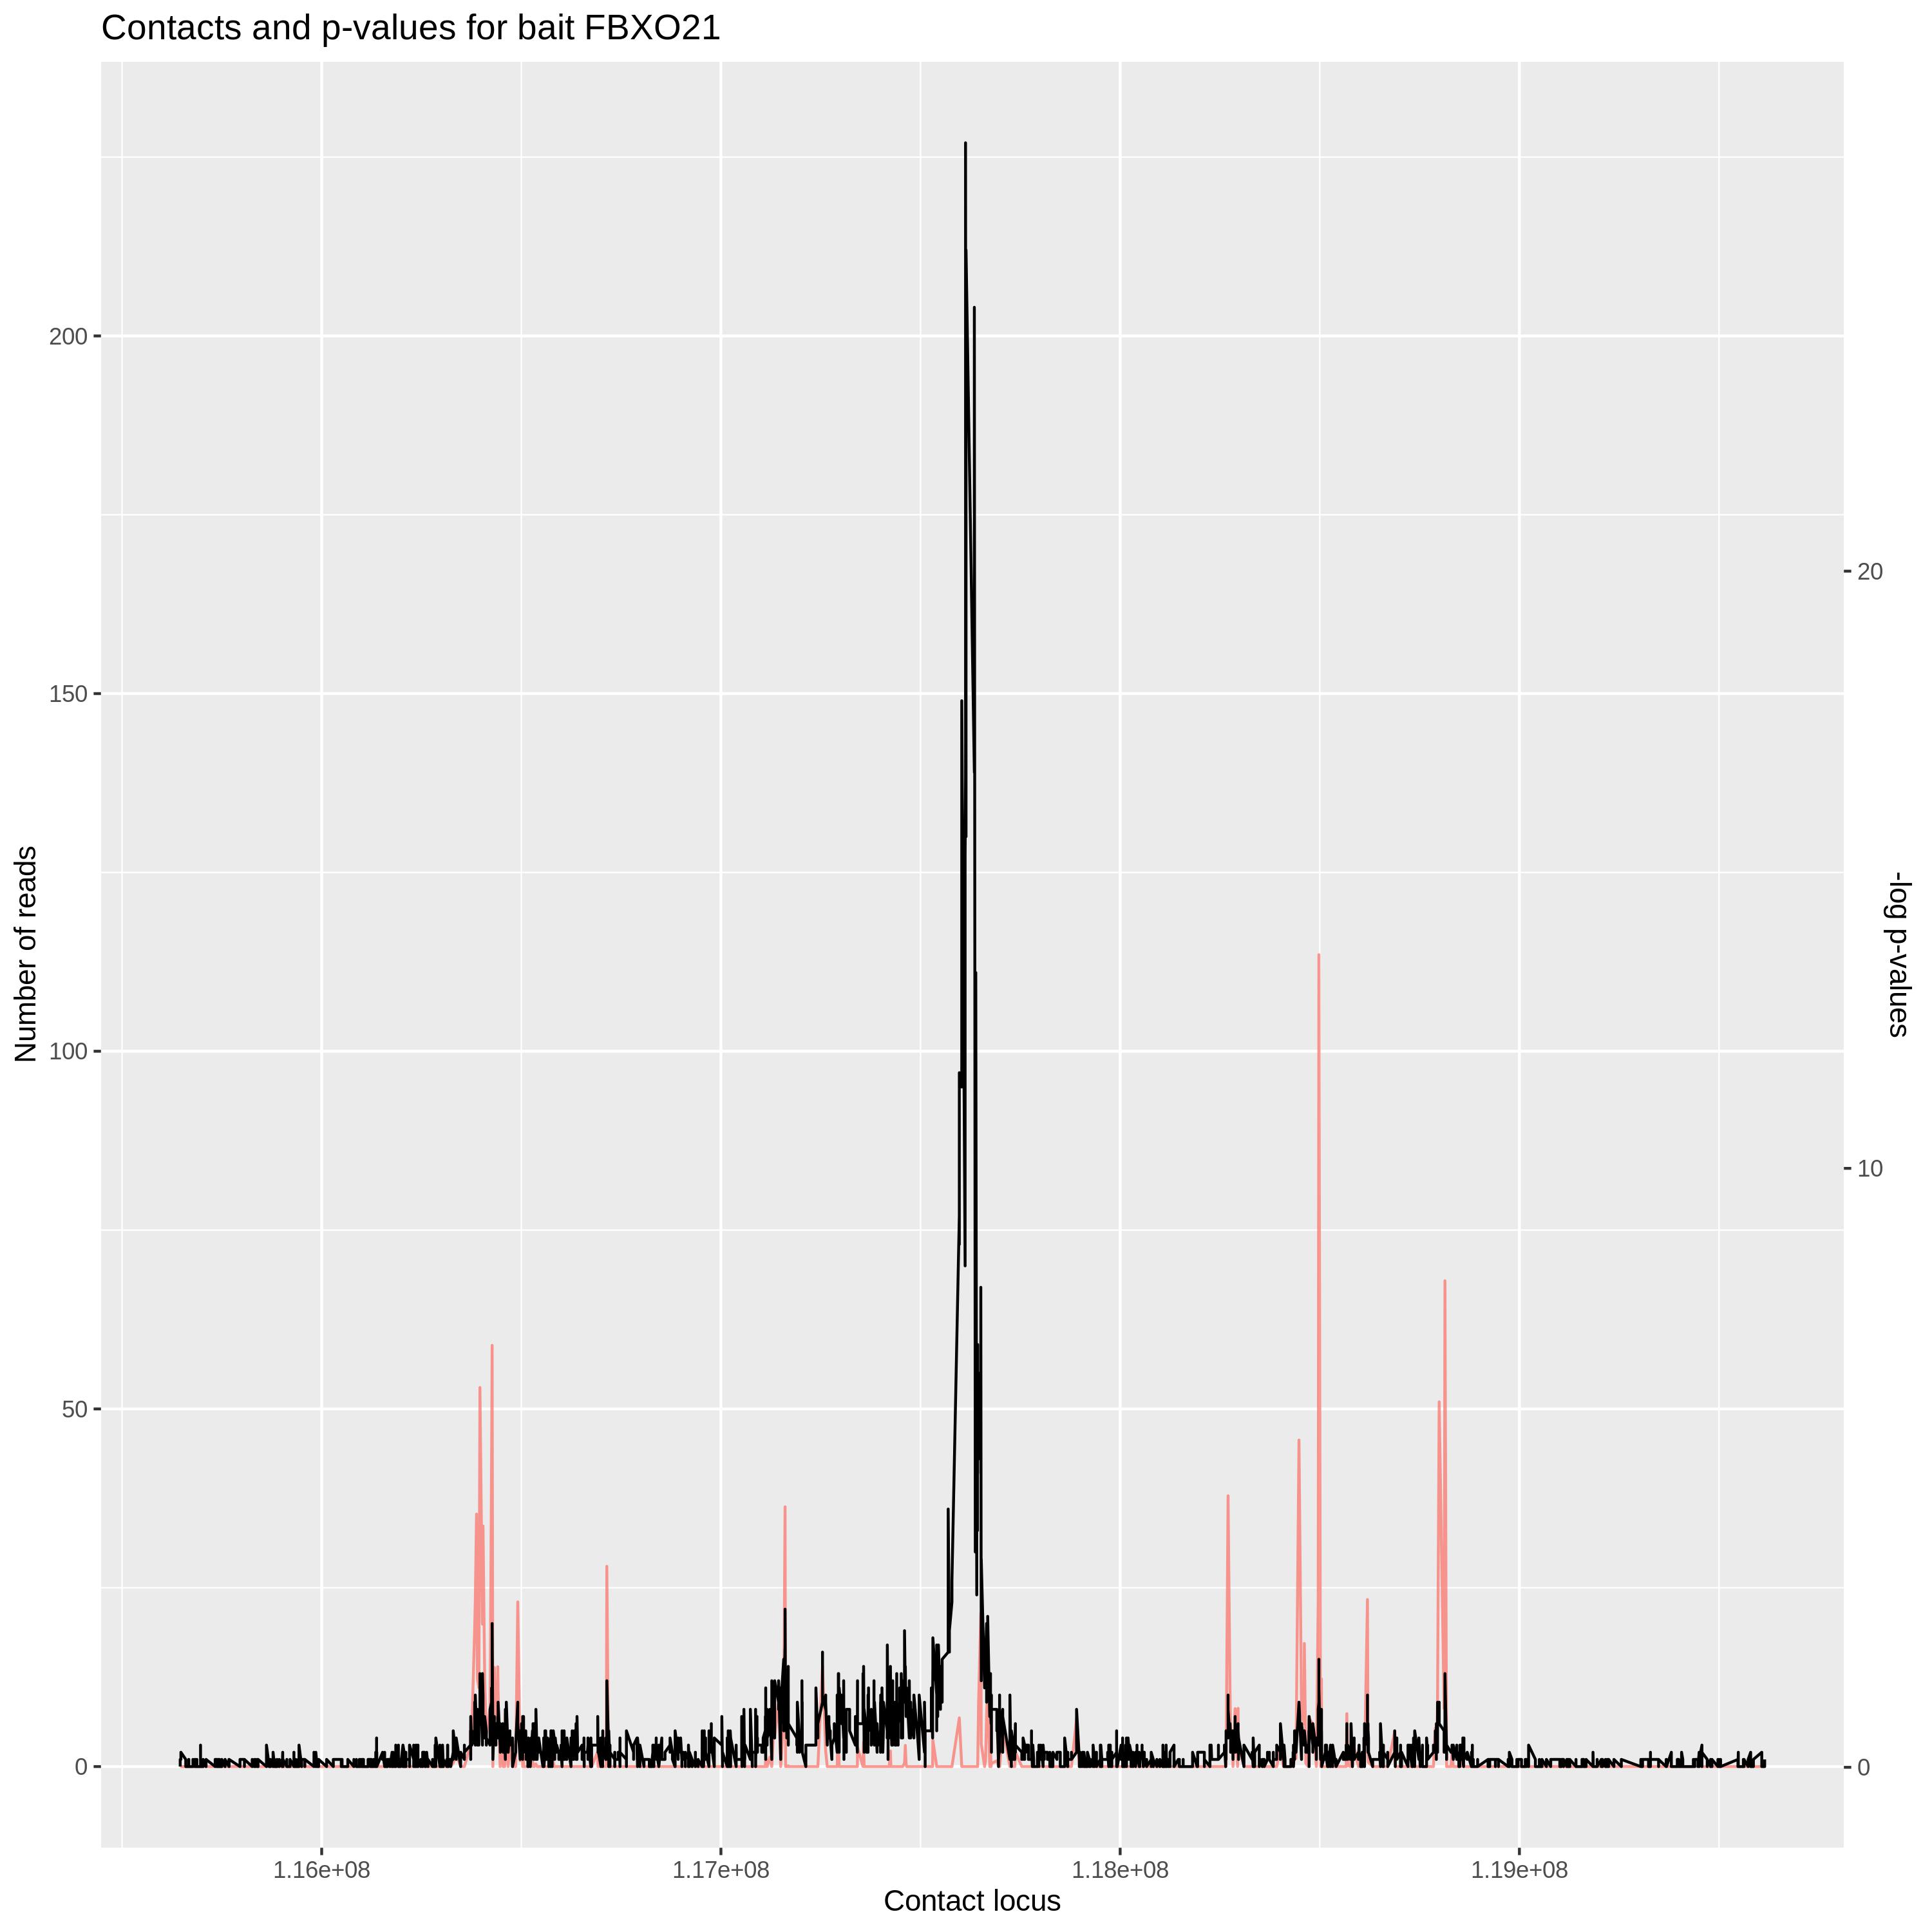 Contacts and p-values for bait FBXO21
Number of reads
200
150
100
50
0
20
10
0
-log p-values
1.16e+08
1.17e+08
1.18e+08
1.19e+08
Contact locus